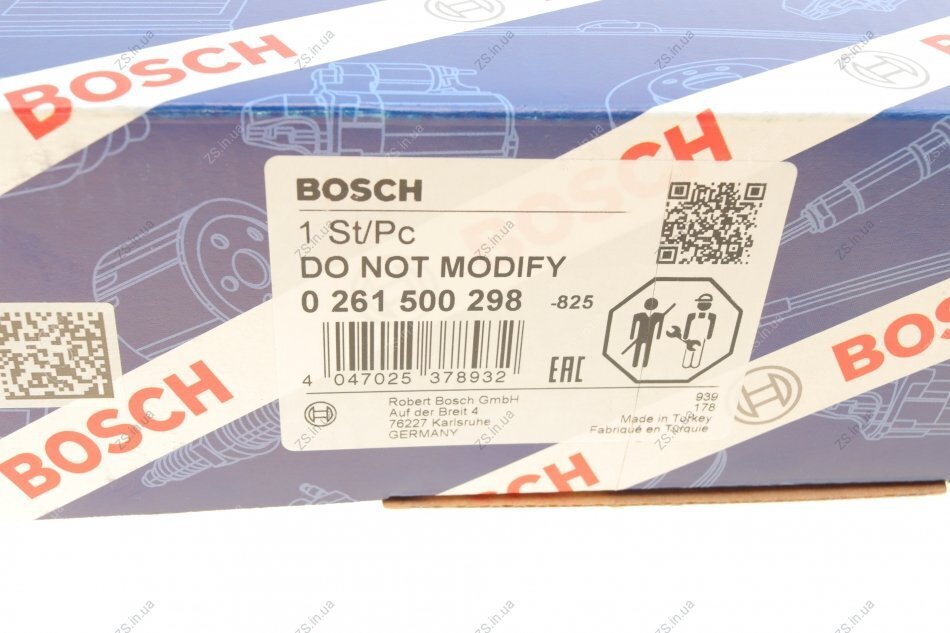 BOSCH
BOSCH
BOSCH
1 St/Pc
DO NOT MODIFY
0 261 500 298 -825
4 047025 378932
EAC
Robert Bosch GmbH
Auf der Breit 4
76227 Karlsruhe
GERMANY
939
178
Made in Turkey
Fabriqué en Turquie
BOSCH
BOSCH
BOSCH
ZS.in.ua